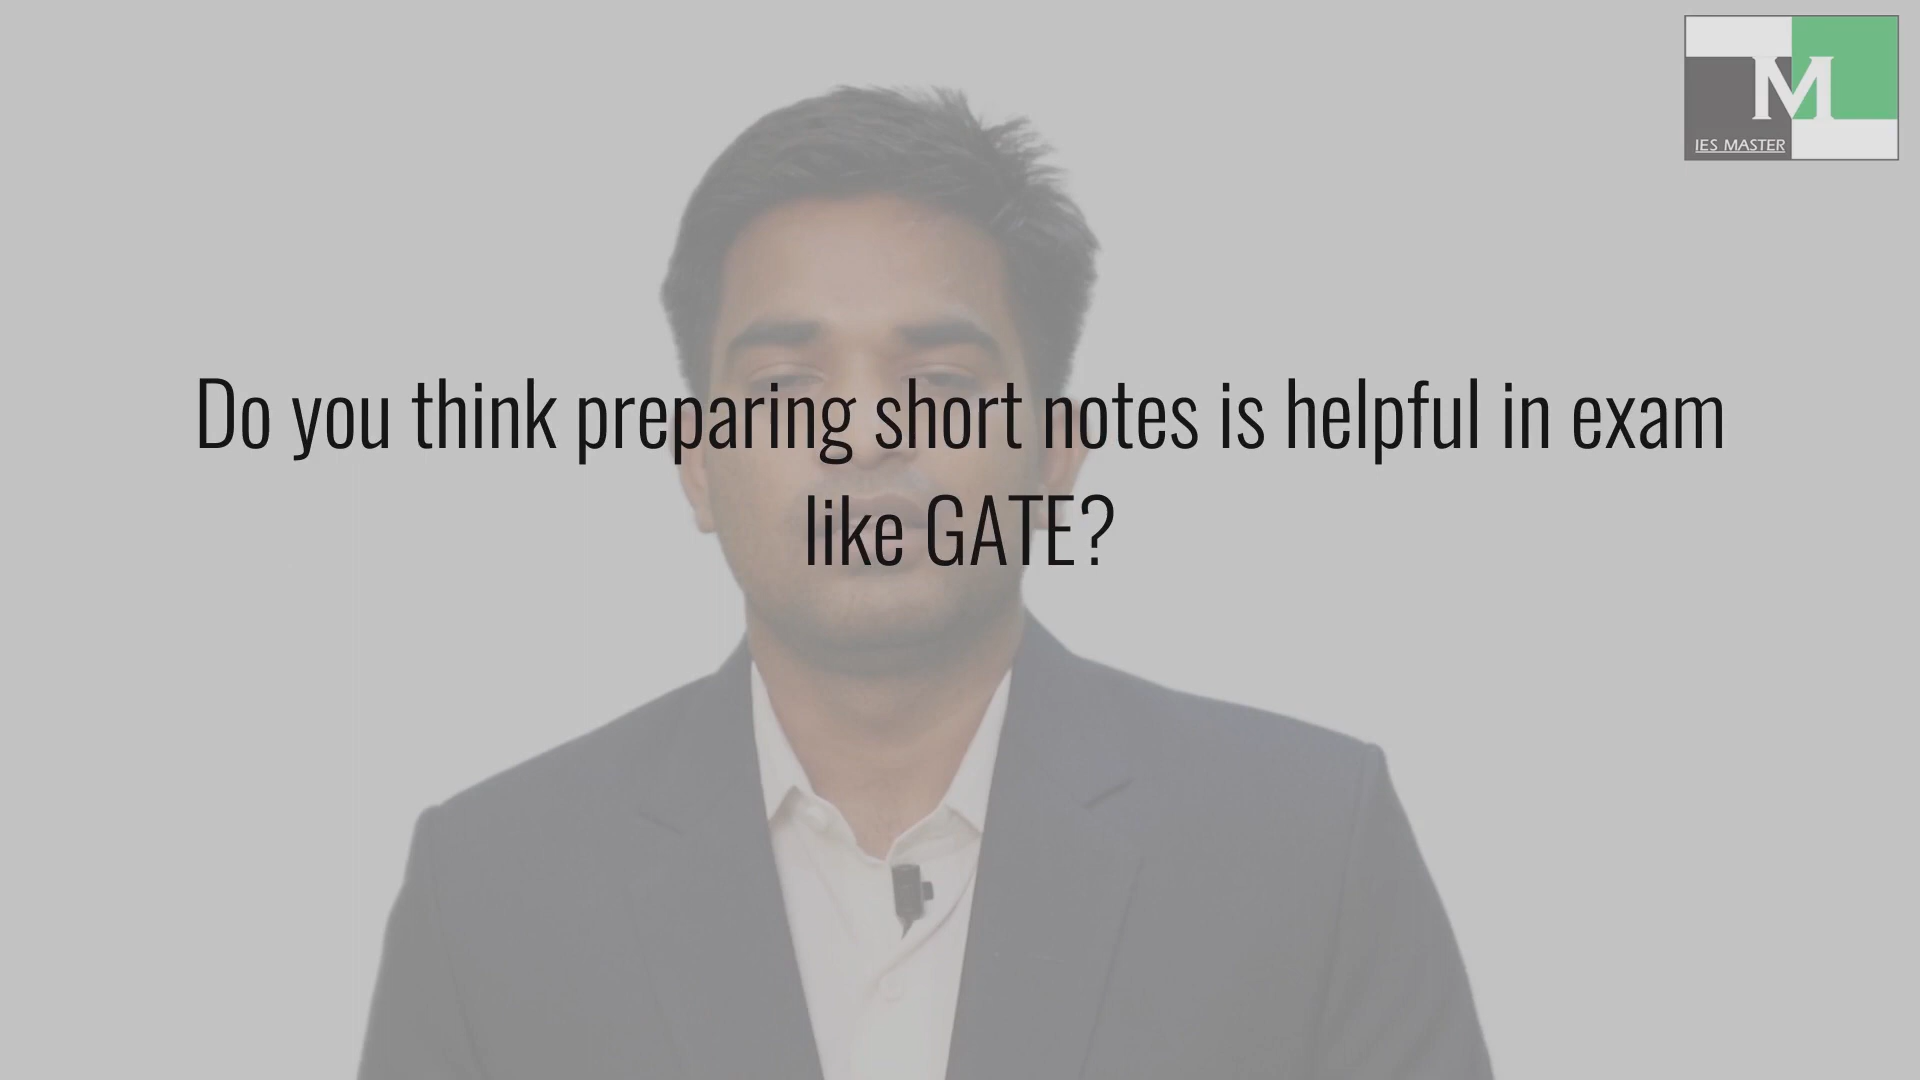 M
IES MASTER
Do you think preparing short notes is helpful in exam
like GATE?